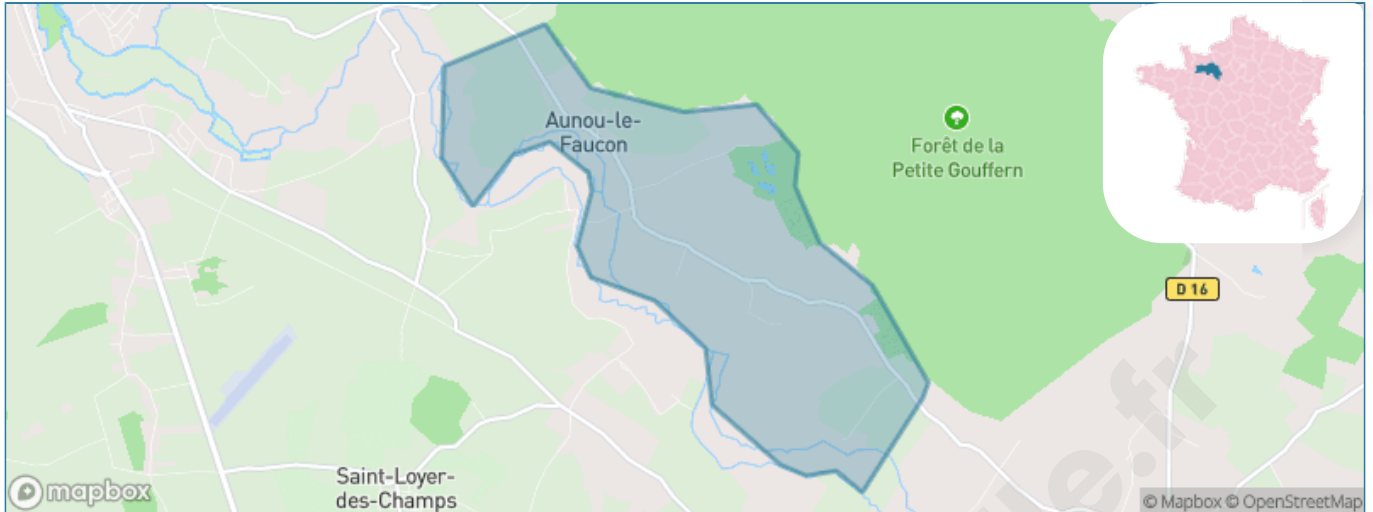 Aunou-le-
Faucon
Forêt de la
Petite Gouffern
D 16
Saint-Loyer-
des-Champs
mapbox
© Mapbox © OpenStreetMap